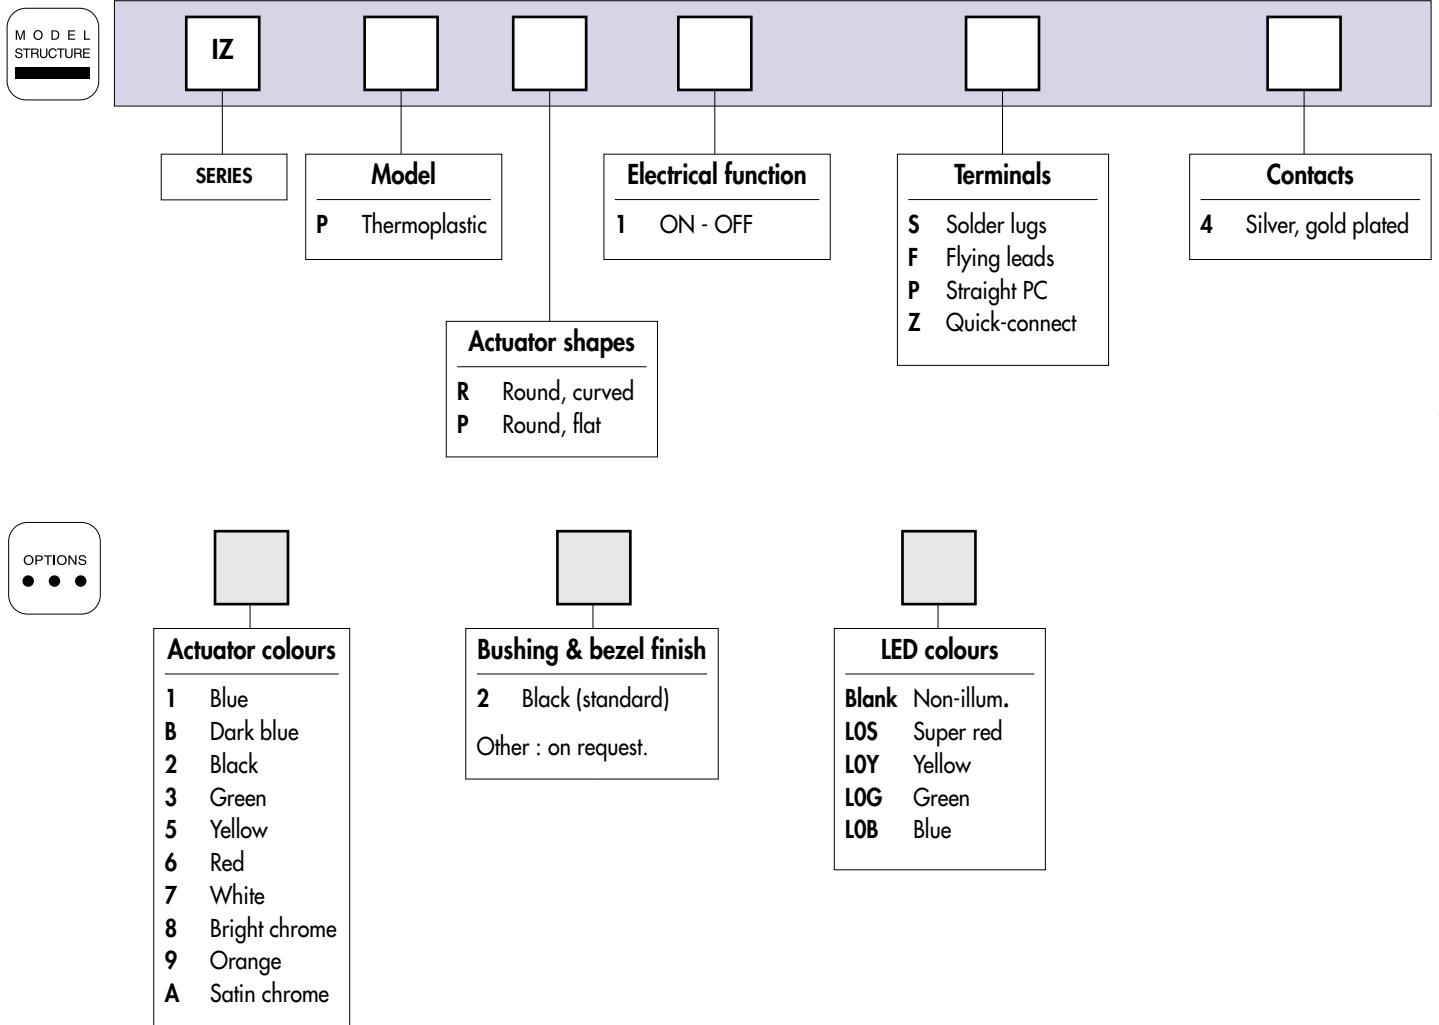 MODEL
STRUCTURE
IZ
SERIES
Model
P Thermoplastic
Electrical function
1 ON - OFF
Terminals
S Solder lugs
F Flying leads
P Straight PC
Z Quick-connect
Contacts
4 Silver, gold plated
Actuator shapes
R Round, curved
P Round, flat
OPTIONS
Actuator colours
1 Blue
B Dark blue
2 Black
3 Green
5 Yellow
6 Red
7 White
8 Bright chrome
9 Orange
A Satin chrome
Bushing & bezel finish
2 Black (standard)
Other : on request.
LED colours
Blank Non-illum.
L0S Super red
L0Y Yellow
L0G Green
L0B Blue